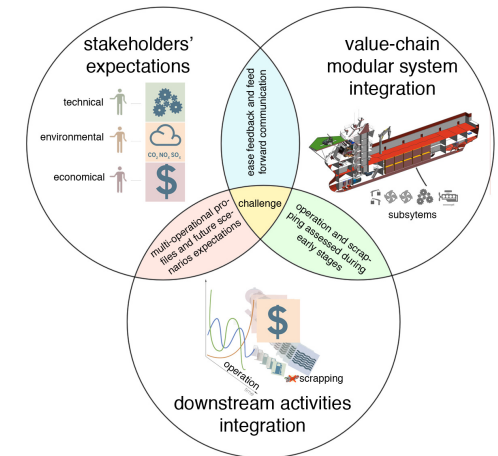 stakeholders'
expectations
technical
environmental
CO2 NOx SOx
economical
$
value-chain
modular system
integration
subsytems
ease feedback and feed
forward communication
challenge
multi-operational pro-
files and future sce-
narios expectations
operation and scrap-
ping assessed during
early stages
$
operation
scrapping
downstream activities
integration